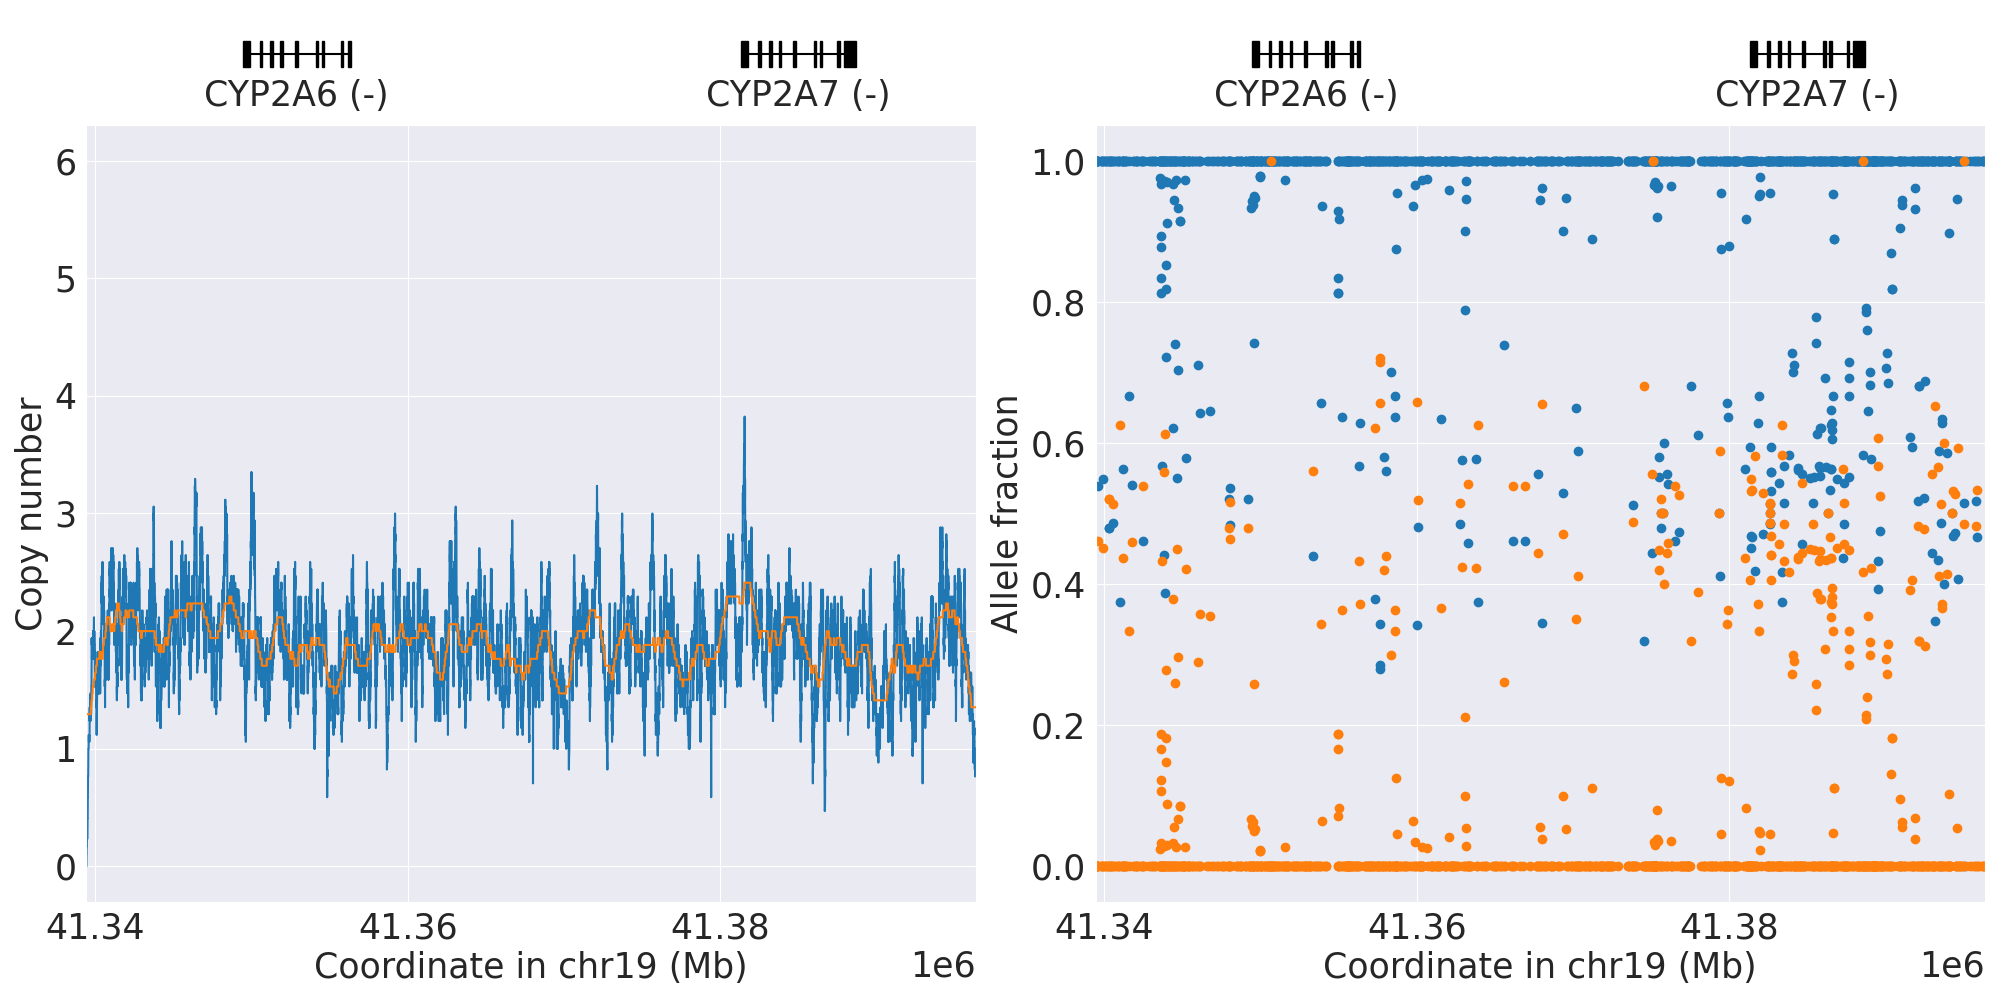 CYP2A6 (-) CYP2A7 (-)
CYP2A6 (-) CYP2A7 (-)
Copy number
6
5
4
3
2
1
0
41.34 41.36 41.38
Coordinate in chr19 (Mb) 1e6
Allele fraction
1.0
0.8
0.6
0.4
0.2
0.0
41.34 41.36 41.38
Coordinate in chr19 (Mb) 1e6